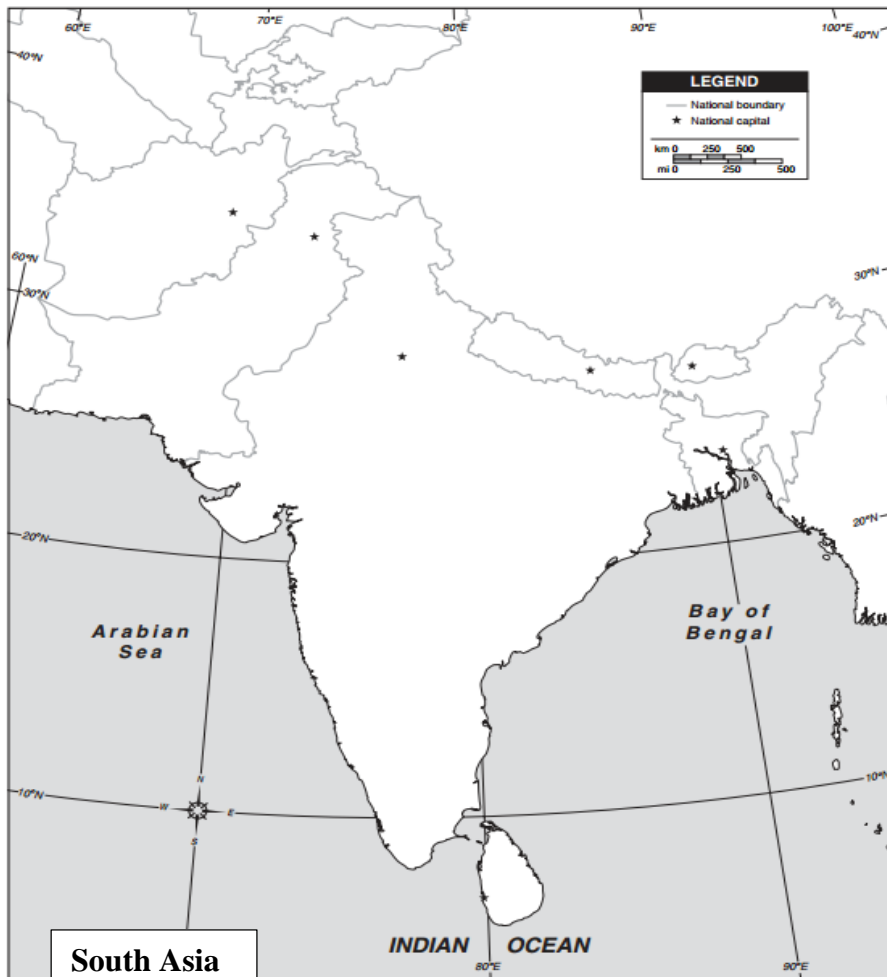 60°E 70°E 80°E 90°E 100°E
40°N 40°N
LEGEND
National boundary
National capital
km 0 250 500
mi 0 250 500
60°E
30°N
30°N
20°N
20°N
Arabian
Sea
Bay of
Bengal
N
W E
S
10°N
10°N
INDIAN OCEAN
South Asia
80°E 90°E